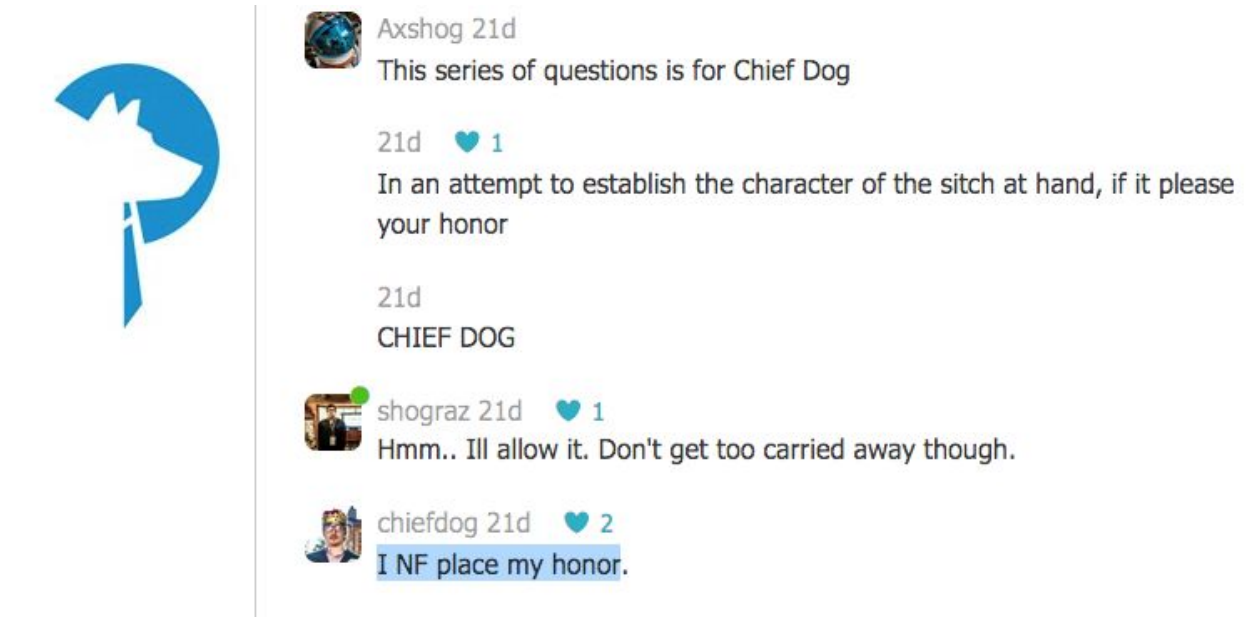 Axshog 21d
This series of questions is for Chief Dog
21d 1
In an attempt to establish the character of the sitch at hand, if it please
your honor
21d
CHIEF DOG
shograz 21d 1
Hmm.. Ill allow it. Don't get too carried away though.
chiefdog 21d 2
I NF place my honor.